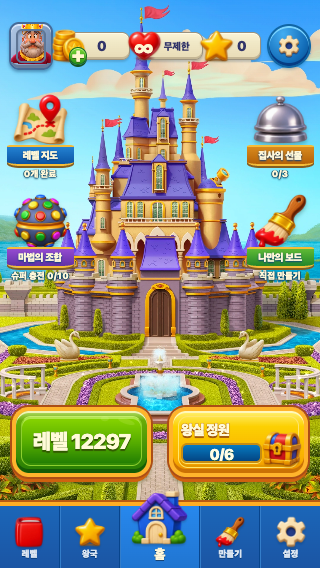 0
무제한
0
레벨 지도
0개 완료
집사의 선물
0/3
마법의 조합
슈퍼 충전 0/10
나만의 보드
직접 만들기
레벨 12297
왕실 정원
0/6
레벨
왕국
홈
만들기
설정